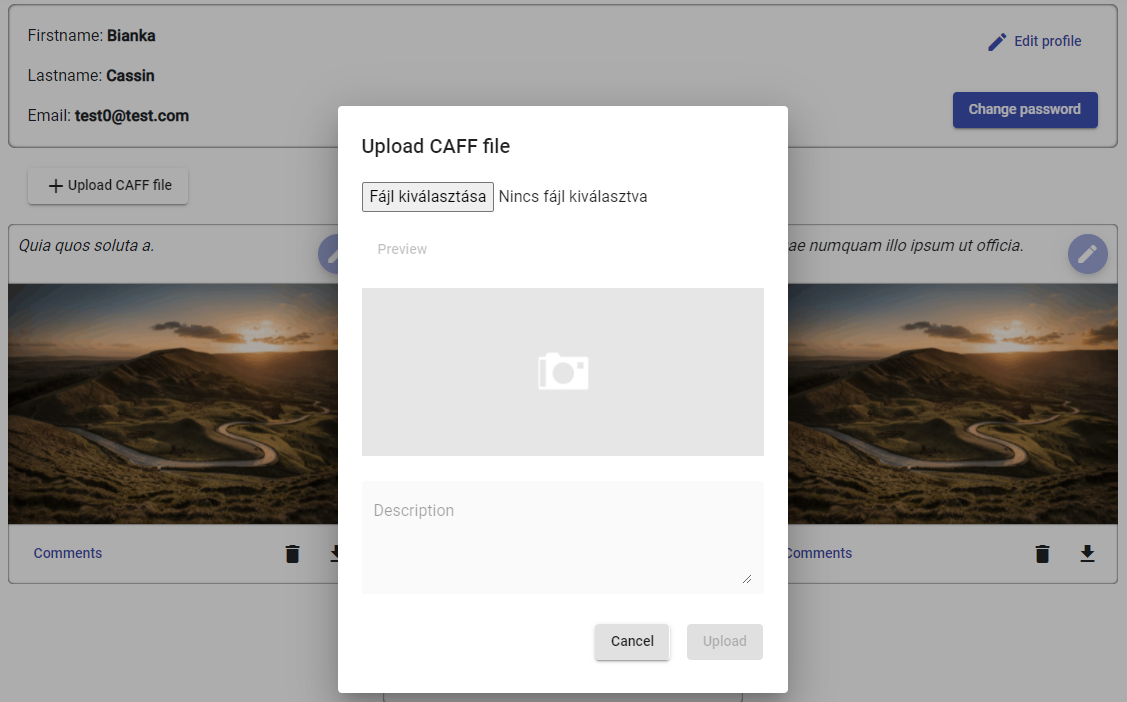 Firstname: Bianka
Edit profile
Lastname: Cassin
Email: test0@test.com
Change password
Upload CAFF file
Quia quos soluta a.
ae numquam illo ipsum ut officia.
Comments
Comments
Upload CAFF file
Fájl kiválasztása Nincs fájl kiválasztva
Preview
Description
Cancel
Upload